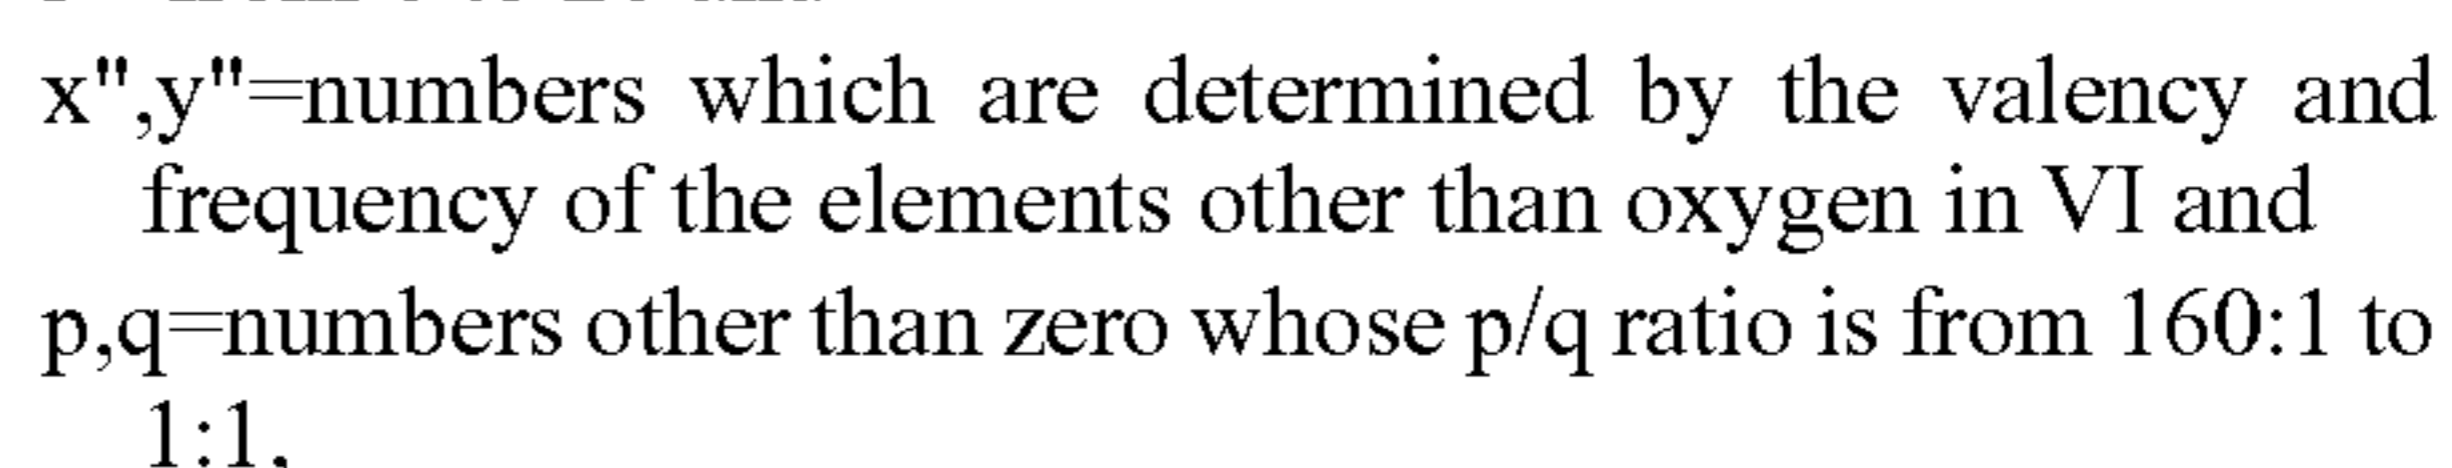 x",y"=numbers which are determined by the valency and
frequency of the elements other than oxygen in VI and
p,q=numbers other than zero whose p/q ratio is from 160:1 to
1:1,